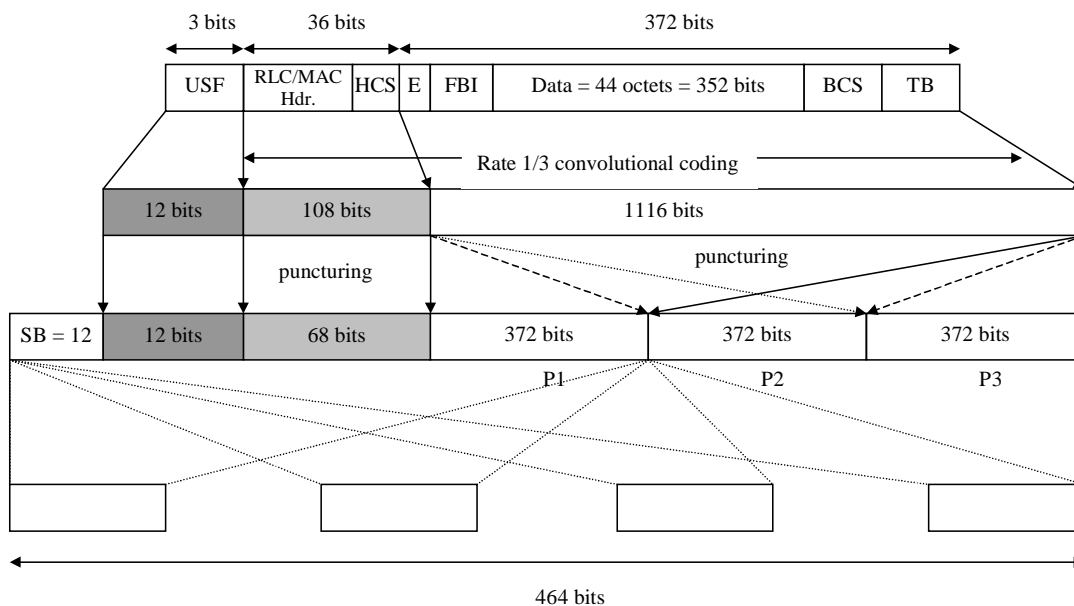 3 bits 36 bits 372 bits
USF RLC/MAC Hdr. HCS E FBI Data = 44 octets = 352 bits BCS TB
Rate 1/3 convolutional coding
12 bits 108 bits 1116 bits
puncturing puncturing
SB = 12 12 bits 68 bits 372 bits 372 bits 372 bits
P1 P2 P3
464 bits